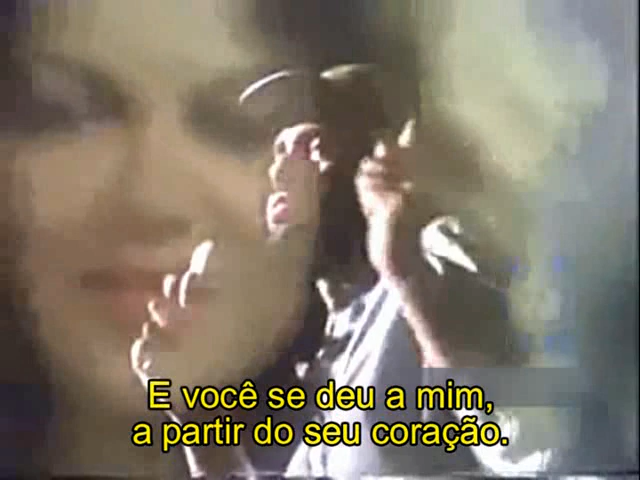 E você se deu a mim,
a partir do seu coração.